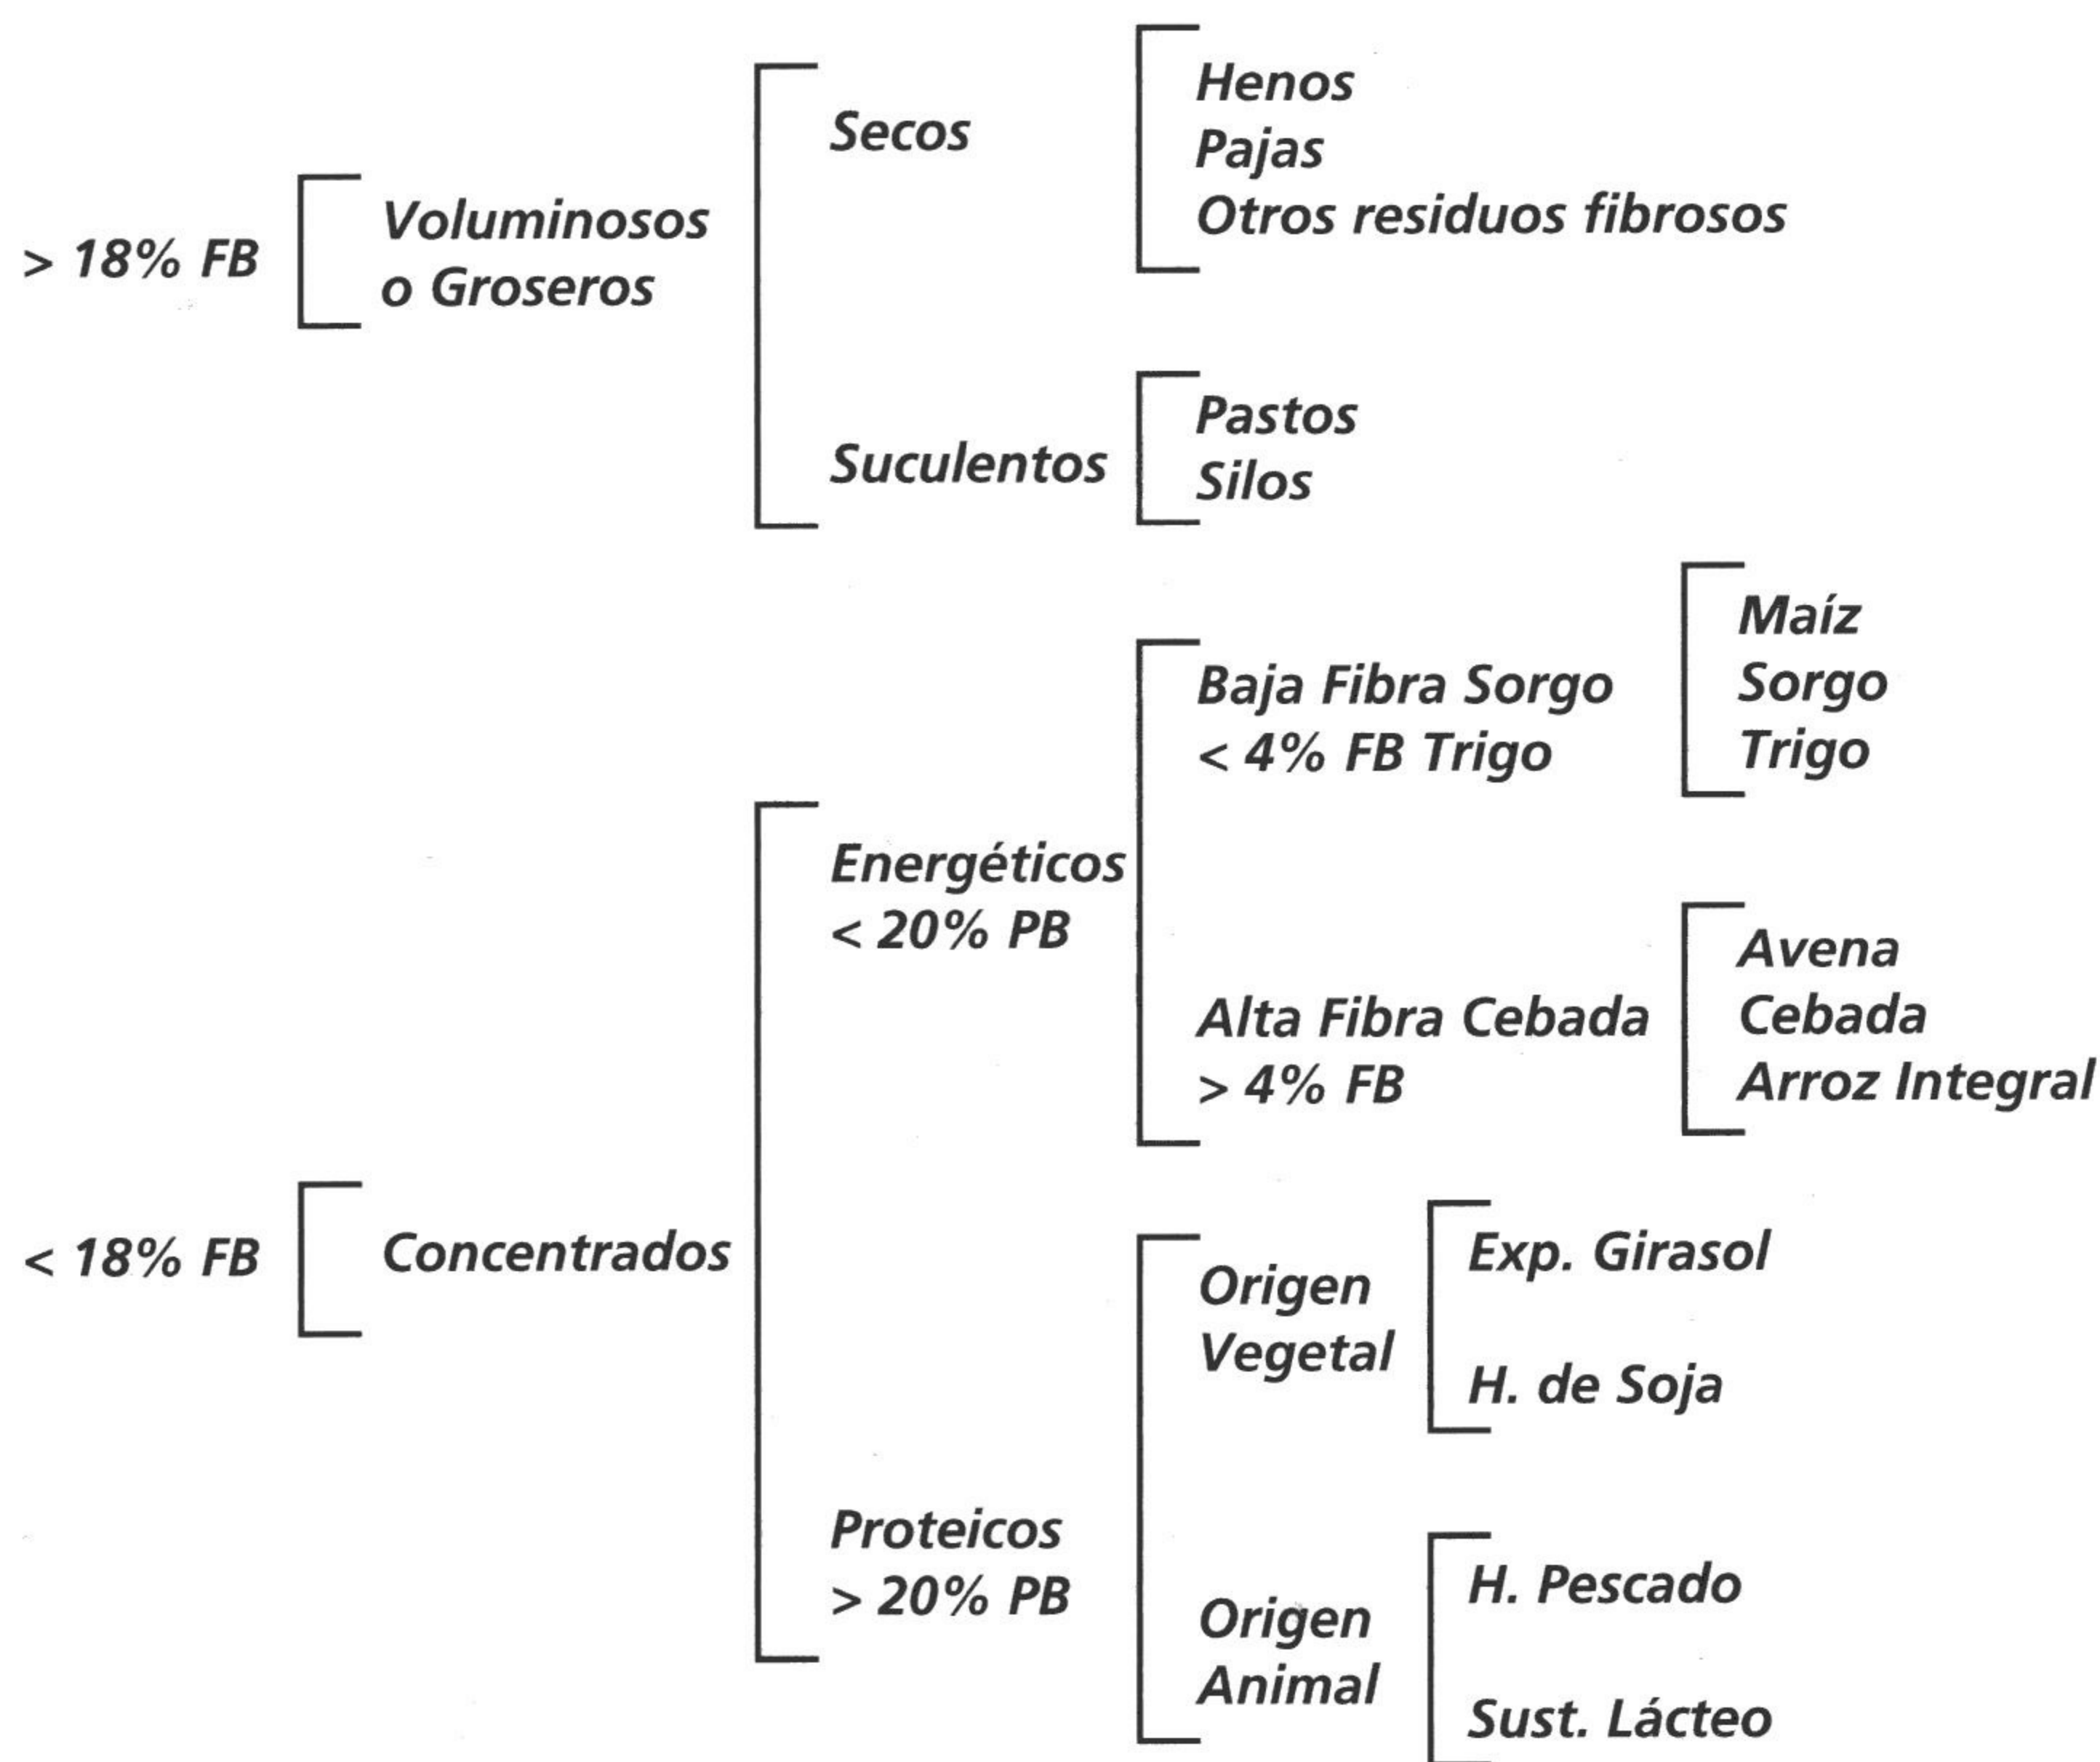 > 18% FB
Voluminosos
o Groseros
Secos
Henos
Pajas
Otros residuos fibrosos
Suculentos
Pastos
Silos
< 18% FB
Concentrados
Energéticos
< 20% PB
Baja Fibra Sorgo
< 4% FB Trigo
Maíz
Sorgo
Trigo
Alta Fibra Cebada
> 4% FB
Avena
Cebada
Arroz Integral
Proteicos
> 20% PB
Origen
Vegetal
Exp. Girasol
H. de Soja
Origen
Animal
H. Pescado
Sust. Lácteo